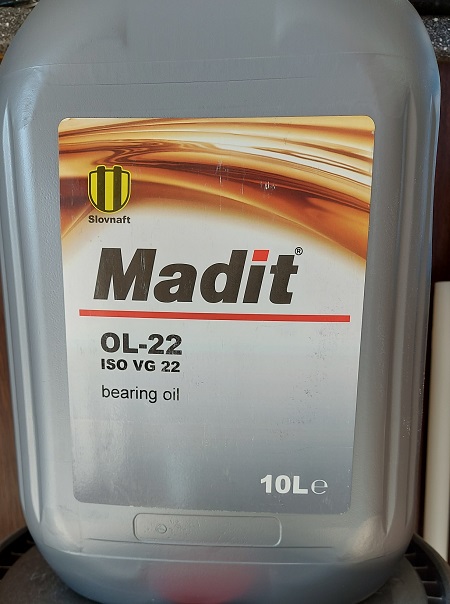 Slovnaft
Madit®
OL-22
ISO VG 22
bearing oil
10L℮